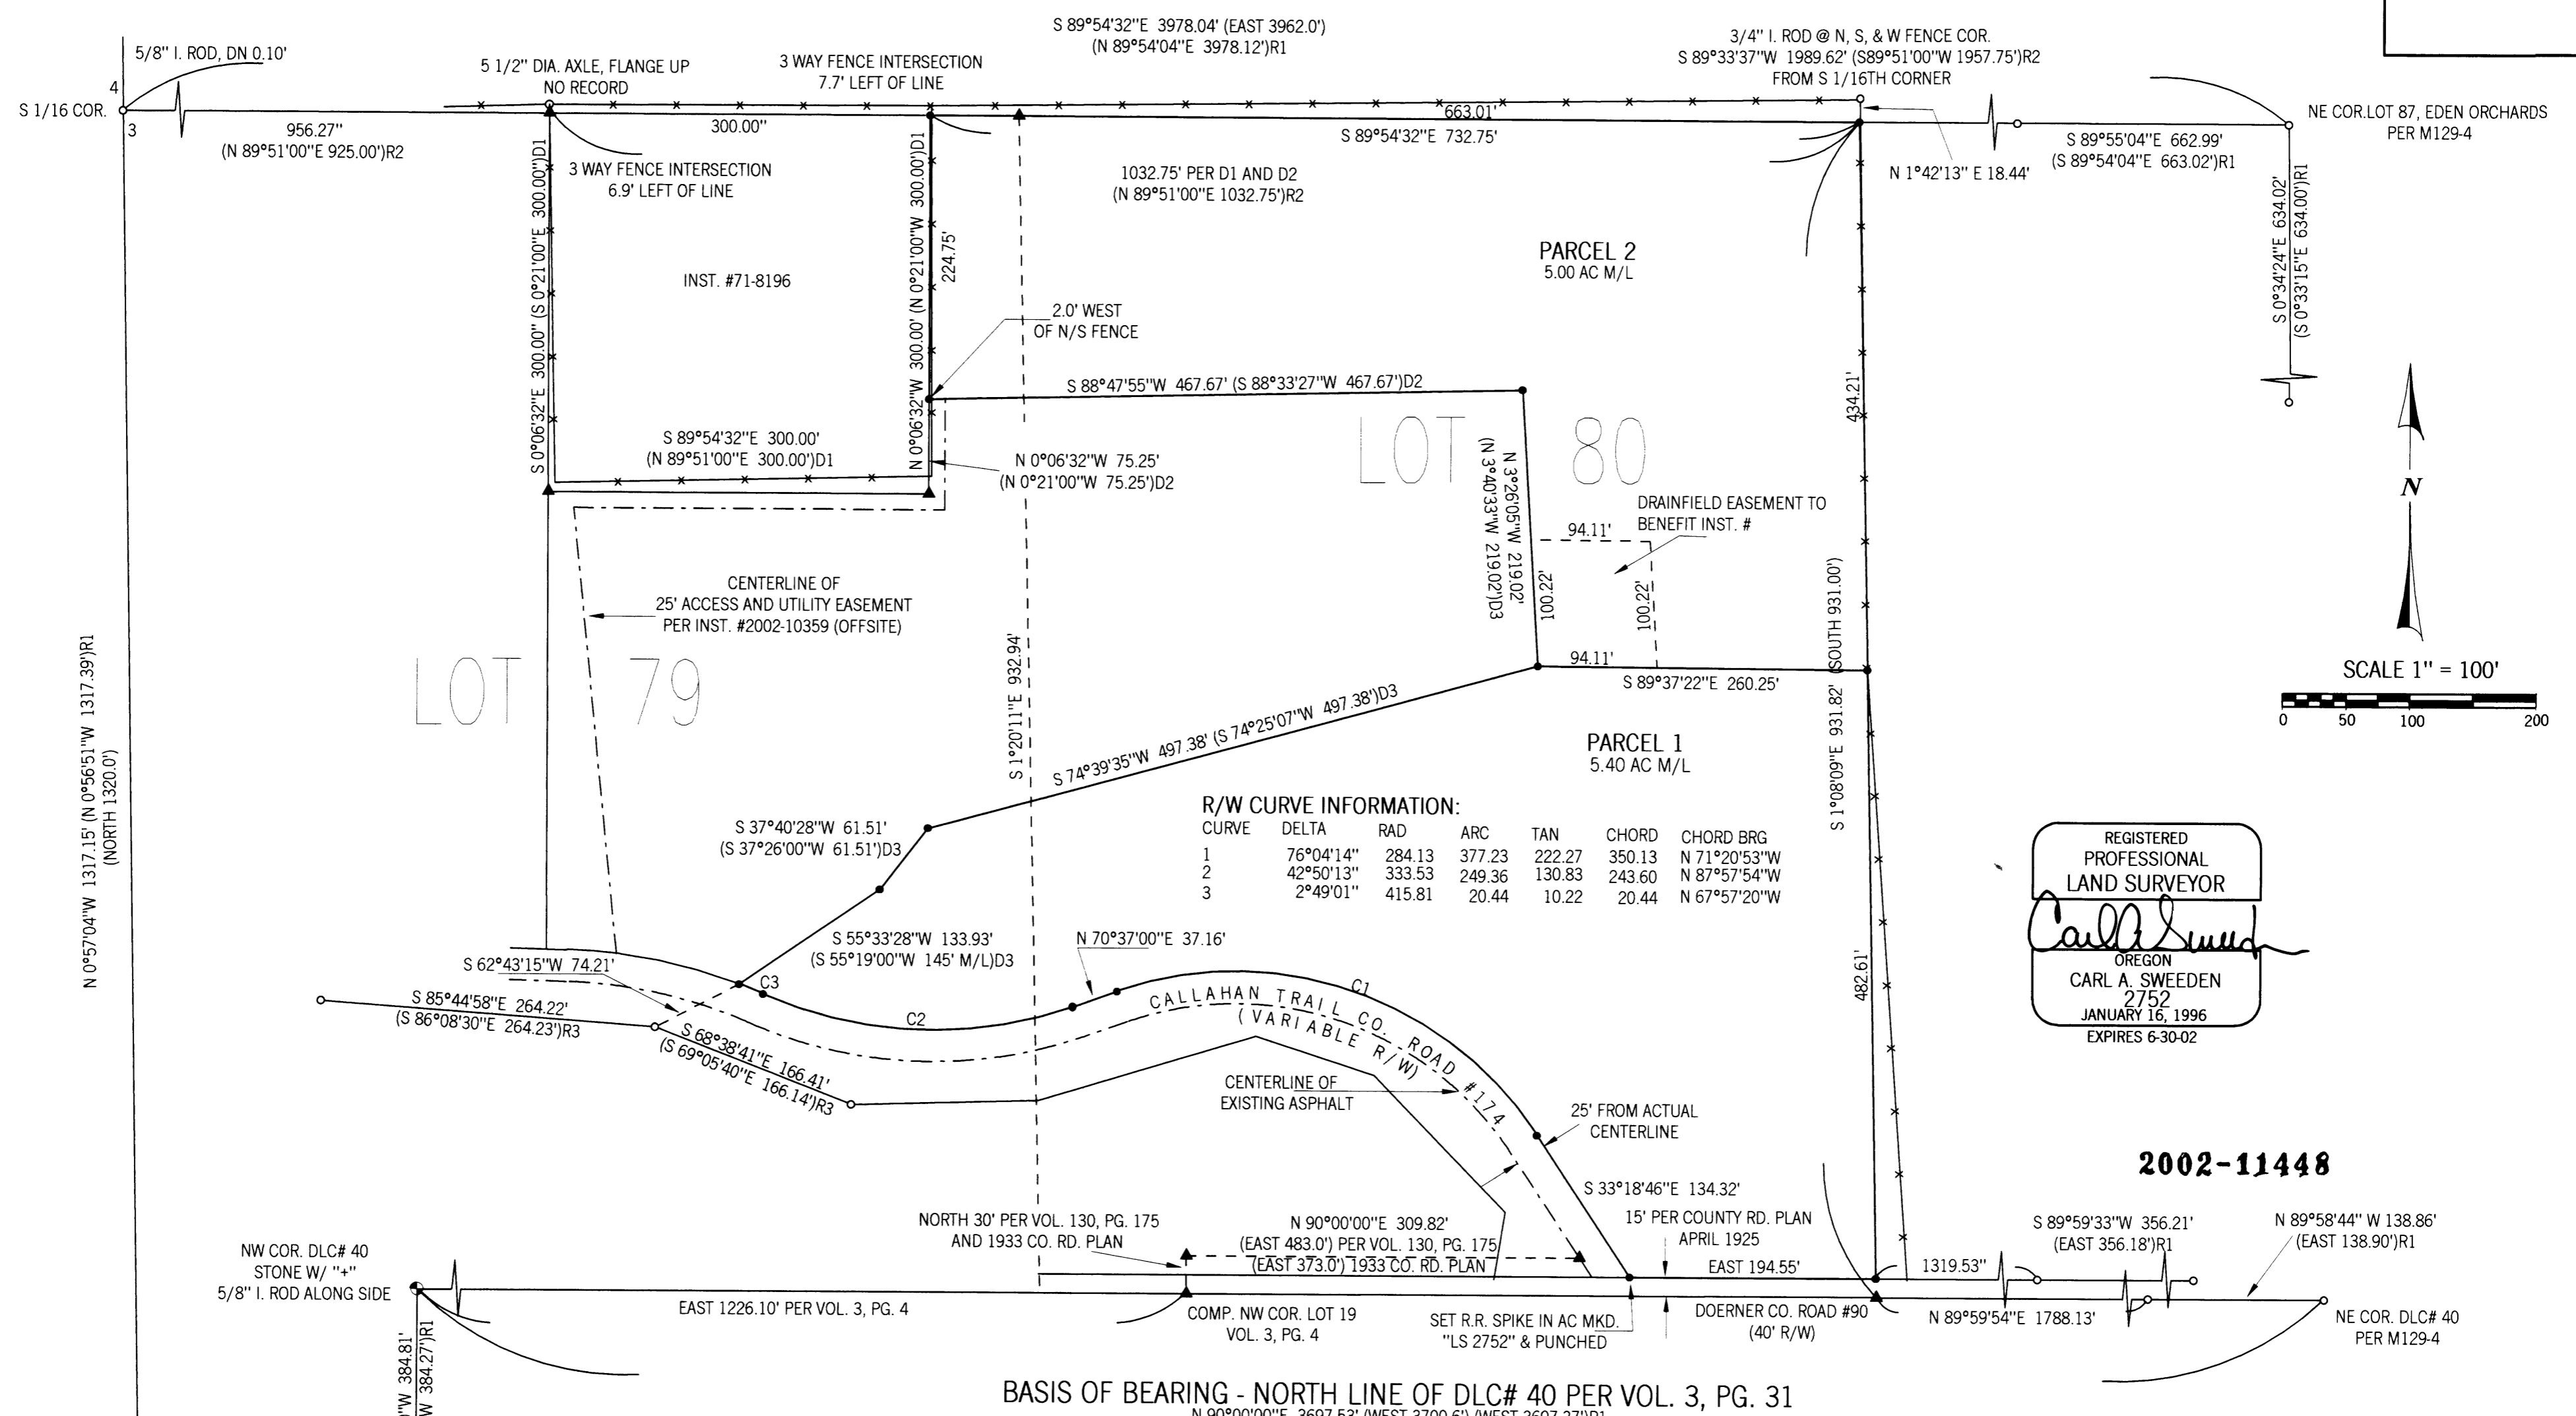 S 89°54'32"E 3978.04' (EAST 3962.0')
(N 89°54'04"E 3978.12')R1
5/8" I. ROD, DN 0.10'
4
S 1/16 COR.
3
956.27"
(N 89°51'00"E 925.00')R2
5 1/2" DIA. AXLE, FLANGE UP
NO RECORD
3 WAY FENCE INTERSECTION
7.7' LEFT OF LINE
3/4" I. ROD @ N, S, & W FENCE COR.
S 89°33'37"W 1989.62' (S89°51'00"W 1957.75')R2
FROM S 1/16TH CORNER
300.00"
663.01'
S 89°54'32"E 732.75'
NE COR.LOT 87, EDEN ORCHARDS
PER M129-4
S 89°55'04"E 662.99'
(S 89°54'04"E 663.02')R1
N 1°42'13" E 18.44'
3 WAY FENCE INTERSECTION
6.9' LEFT OF LINE
1032.75' PER D1 AND D2
(N 89°51'00"E 1032.75')R2
S 0°06'32"E 300.00" (S 0°21'00"E 300.00")D1
N 0°06'32"W 300.00' (N 0°21'00"W 300.00')D1
224.75'
S 0°34'24"E 634.02'
(S 0°33'15"E 634.00')R1
INST. #71-8196
PARCEL 2
5.00 AC M/L
2.0' WEST
OF N/S FENCE
S 88°47'55"W 467.67' (S 88°33'27"W 467.67')D2
434.21'
LOT 80
S 89°54'32"E 300.00'
(N 89°51'00"E 300.00')D1
N 0°06'32"W 75.25'
(N 0°21'00"W 75.25')D2
N 3°26'05"W 219.02'
(N 3°40'33"W 219.02')D3
DRAINFIELD EASEMENT TO
BENEFIT INST. #
94.11'
100.22'
100.22'
N
CENTERLINE OF
25' ACCESS AND UTILITY EASEMENT
PER INST. #2002-10359 (OFFSITE)
S 1°20'11"E 932.94'
94.11'
S 89°37'22"E 260.25'
S 1°08'09"E 931.82' (SOUTH 931.00')
SCALE 1" = 100'
0 50 100 200
LOT 79
N 0°57'04"W 1317.15' (N 0°56'51"W 1317.39')R1
(NORTH 1320.0')
S 74°39'35"W 497.38' (S 74°25'07"W 497.38')D3
PARCEL 1
5.40 AC M/L
S 37°40'28"W 61.51'
(S 37°26'00"W 61.51')D3
R/W CURVE INFORMATION:
CURVE DELTA RAD ARC TAN CHORD CHORD BRG
1 76°04'14" 284.13 377.23 222.27 350.13 N 71°20'53"W
2 42°50'13" 333.53 249.36 130.83 243.60 N 87°57'54"W
3 2°49'01" 415.81 20.44 10.22 20.44 N 67°57'20"W
REGISTERED
PROFESSIONAL
LAND SURVEYOR
Carl A. Sweeden
OREGON
CARL A. SWEEDEN
2752
JANUARY 16, 1996
EXPIRES 6-30-02
S 55°33'28"W 133.93'
(S 55°19'00"W 145' M/L)D3
N 70°37'00"E 37.16'
S 62°43'15"W 74.21'
482.61'
C3
C2
C1
S 85°44'58"E 264.22'
(S 86°08'30"E 264.23')R3
S 68°38'41"E 166.41'
(S 69°05'40"E 166.14')R3
CALLAHAN TRAIL CO. ROAD #174
(VARIABLE R/W)
CENTERLINE OF
EXISTING ASPHALT
25' FROM ACTUAL
CENTERLINE
2002-11448
S 33°18'46"E 134.32'
NORTH 30' PER VOL. 130, PG. 175
AND 1933 CO. RD. PLAN
N 90°00'00"E 309.82'
(EAST 483.0') PER VOL. 130, PG. 175
(EAST 373.0') 1933 CO. RD. PLAN
15' PER COUNTY RD. PLAN
APRIL 1925
EAST 194.55'
1319.53"
S 89°59'33"W 356.21'
(EAST 356.18')R1
N 89°58'44" W 138.86'
(EAST 138.90')R1
NW COR. DLC# 40
STONE W/ "+"
5/8" I. ROD ALONG SIDE
EAST 1226.10' PER VOL. 3, PG. 4
COMP. NW COR. LOT 19
VOL. 3, PG. 4
SET R.R. SPIKE IN AC MKD.
"LS 2752" & PUNCHED
DOERNER CO. ROAD #90
(40' R/W)
N 89°59'54"E 1788.13'
NE COR. DLC# 40
PER M129-4
"W 384.81'
W 384.27')R1
BASIS OF BEARING - NORTH LINE OF DLC# 40 PER VOL. 3, PG. 31